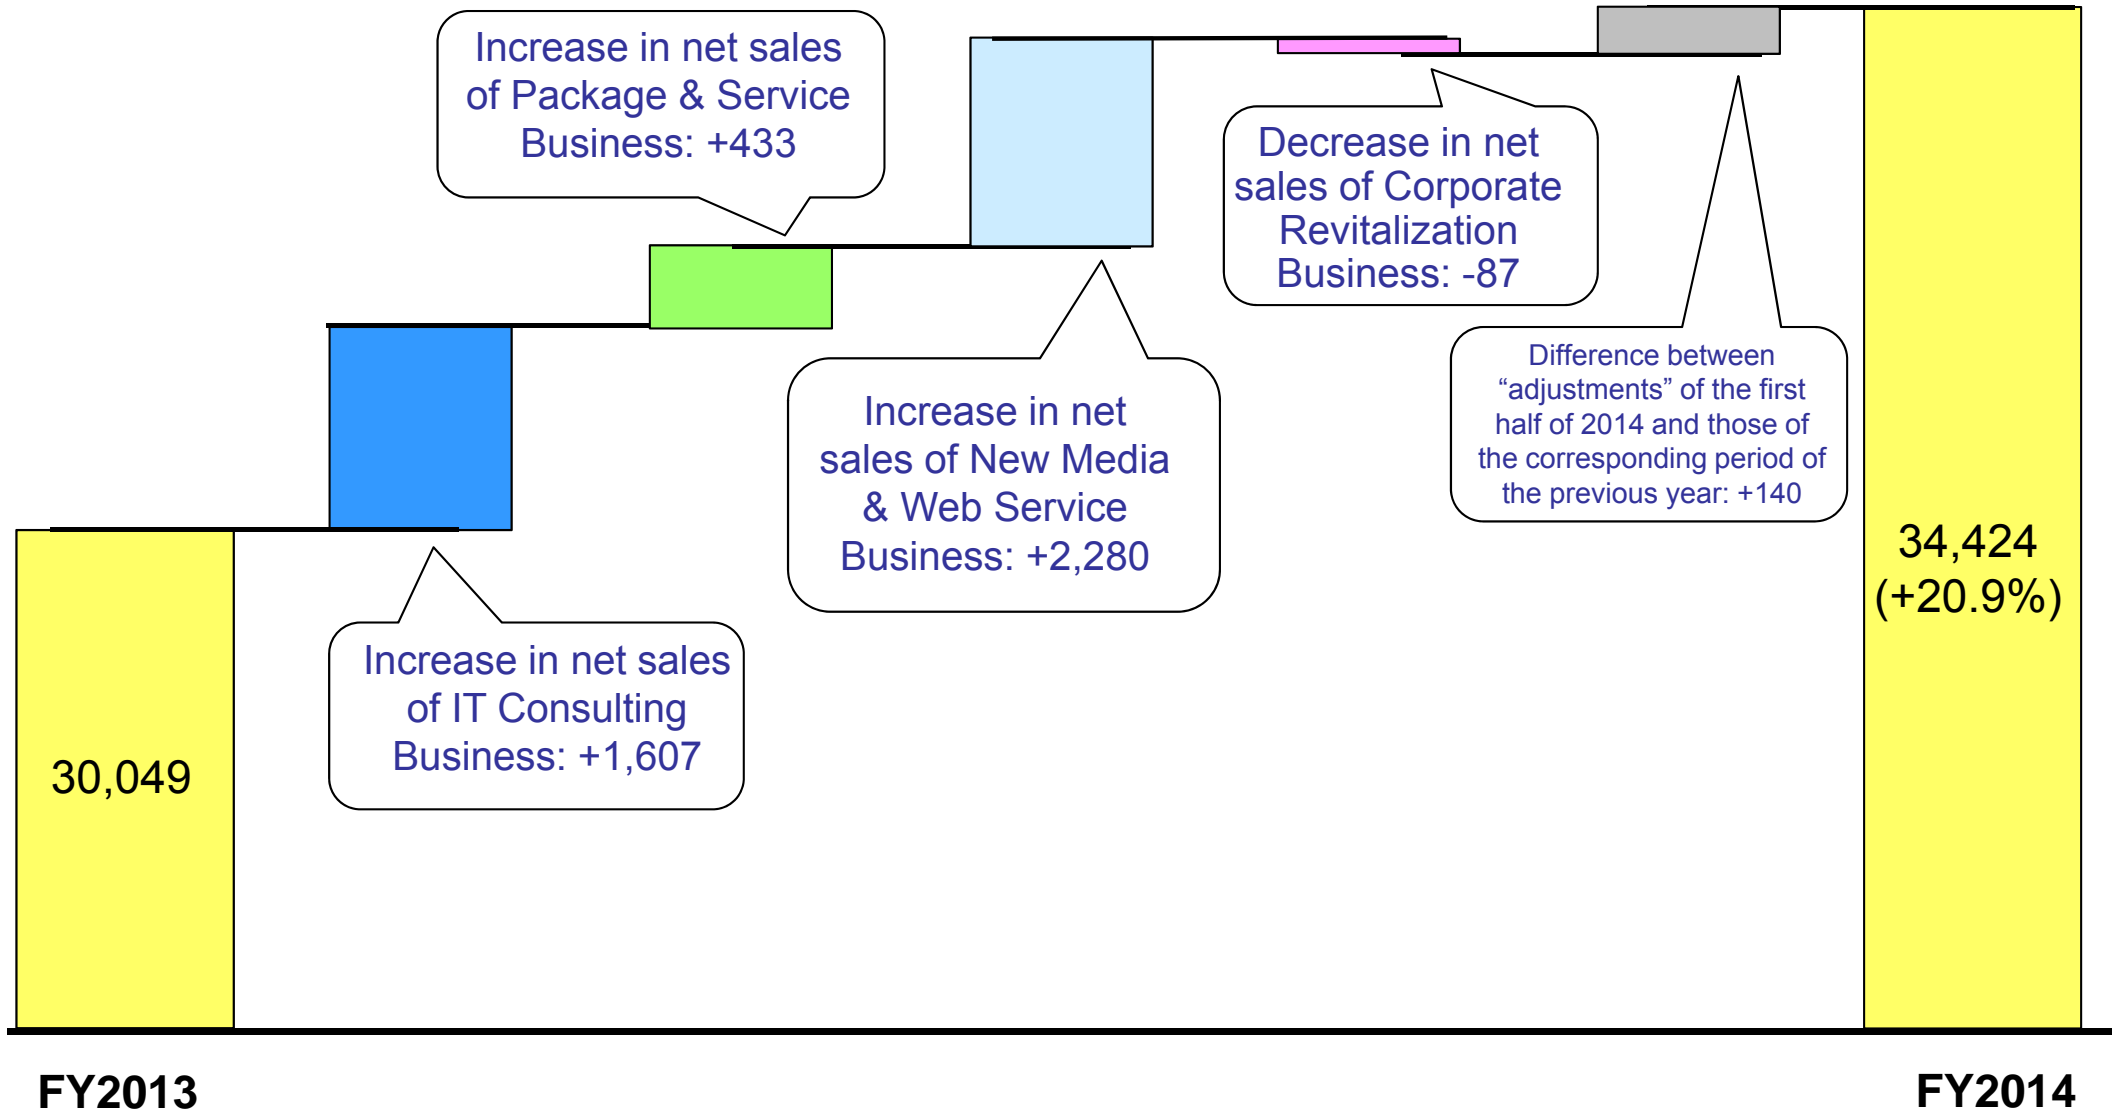 Increase in net sales
of Package & Service
Business: +433
Decrease in net
sales of Corporate
Revitalization
Business: -87
Difference between
“adjustments” of the first
half of 2014 and those of
the corresponding period of
the previous year: +140
Increase in net
sales of New Media
& Web Service
Business: +2,280
34,424
(+20.9%)
Increase in net sales
of IT Consulting
Business: +1,607
30,049
FY2013
FY2014